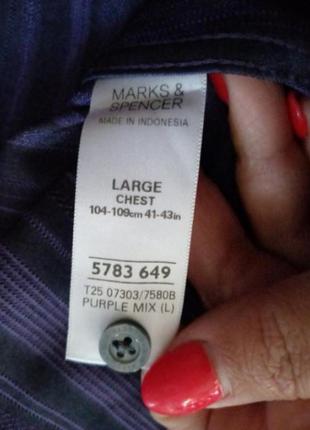 MARKS &
SPENCER
MADE IN INDONESIA
LARGE
CHEST
104-109cm 41-43in
5783 649
T25 07303/7580B
PURPLE MIX (L)